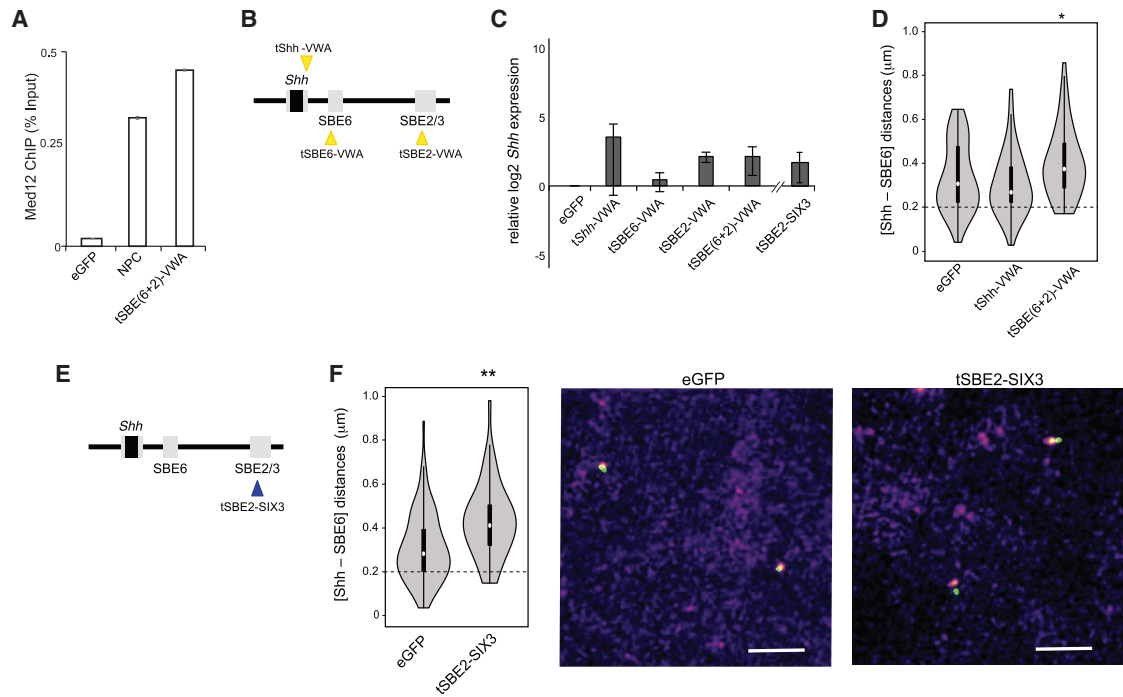 A
Med12 ChIP (% Input)
0.5
0.25
0
eGFP
NPC
tSBE(6+2)-VWA
B
tShh-VWA
Shh
SBE6
SBE2/3
tSBE6-VWA
tSBE2-VWA
C
relative log2 Shh expression
10
5
0
-5
eGFP
tShh-VWA
tSBE6-VWA
tSBE2-VWA
tSBE(6+2)-VWA
tSBE2-SIX3
D
*
[Shh – SBE6] distances (µm)
1.0
0.8
0.6
0.4
0.2
0
eGFP
tShh-VWA
tSBE(6+2)-VWA
E
Shh
SBE6
SBE2/3
tSBE2-SIX3
F
**
[Shh – SBE6] distances (µm)
1.0
0.8
0.6
0.4
0.2
0
eGFP
tSBE2-SIX3
eGFP
tSBE2-SIX3